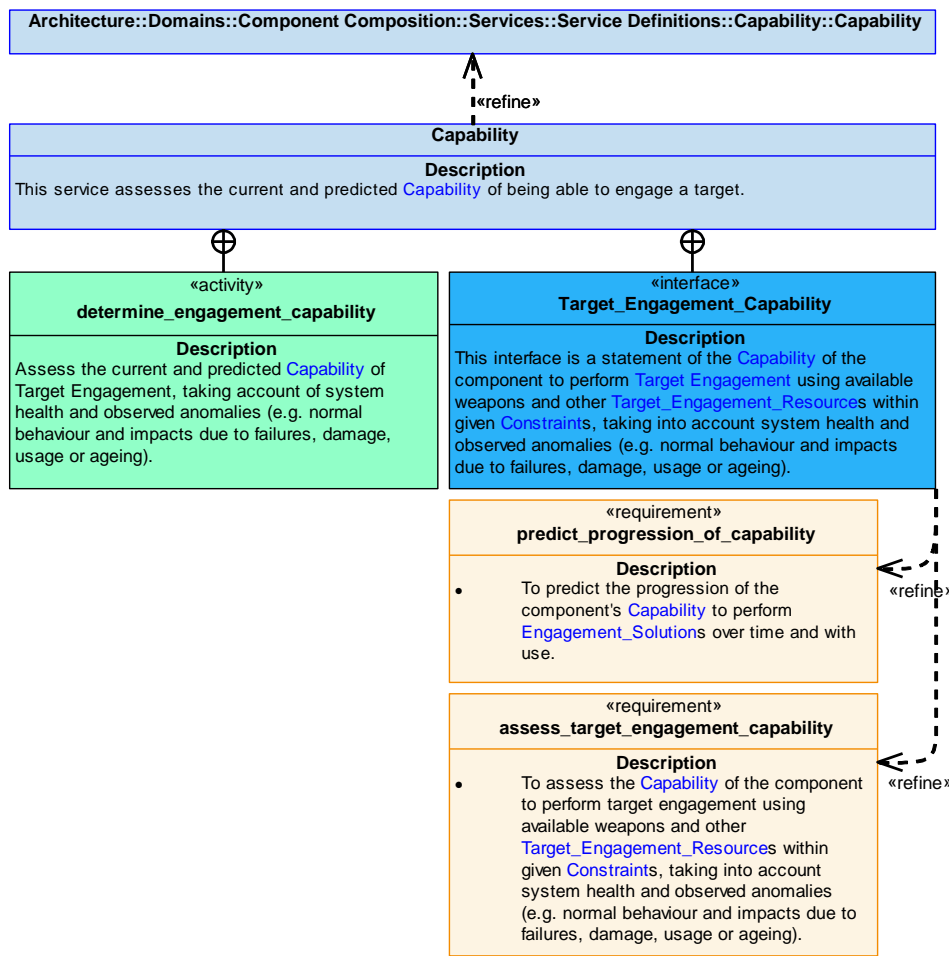 Architecture::Domains::Component Composition::Services::Service Definitions::Capability::Capability
«refine»
Capability
Description
This service assesses the current and predicted Capability of being able to engage a target.
«activity»
determine_engagement_capability
Description
Assess the current and predicted Capability of
Target Engagement, taking account of system
health and observed anomalies (e.g. normal
behaviour and impacts due to failures, damage,
usage or ageing).
«interface»
Target_Engagement_Capability
Description
This interface is a statement of the Capability of the
component to perform Target Engagement using available
weapons and other Target_Engagement_Resources within
given Constraints, taking into account system health and
observed anomalies (e.g. normal behaviour and impacts
due to failures, damage, usage or ageing).
«requirement»
predict_progression_of_capability
Description
• To predict the progression of the
component's Capability to perform
Engagement_Solutions over time and with
use.
«refine»
«requirement»
assess_target_engagement_capability
Description
• To assess the Capability of the component
to perform target engagement using
available weapons and other
Target_Engagement_Resources within
given Constraints, taking into account
system health and observed anomalies
(e.g. normal behaviour and impacts due to
failures, damage, usage or ageing).
«refine»